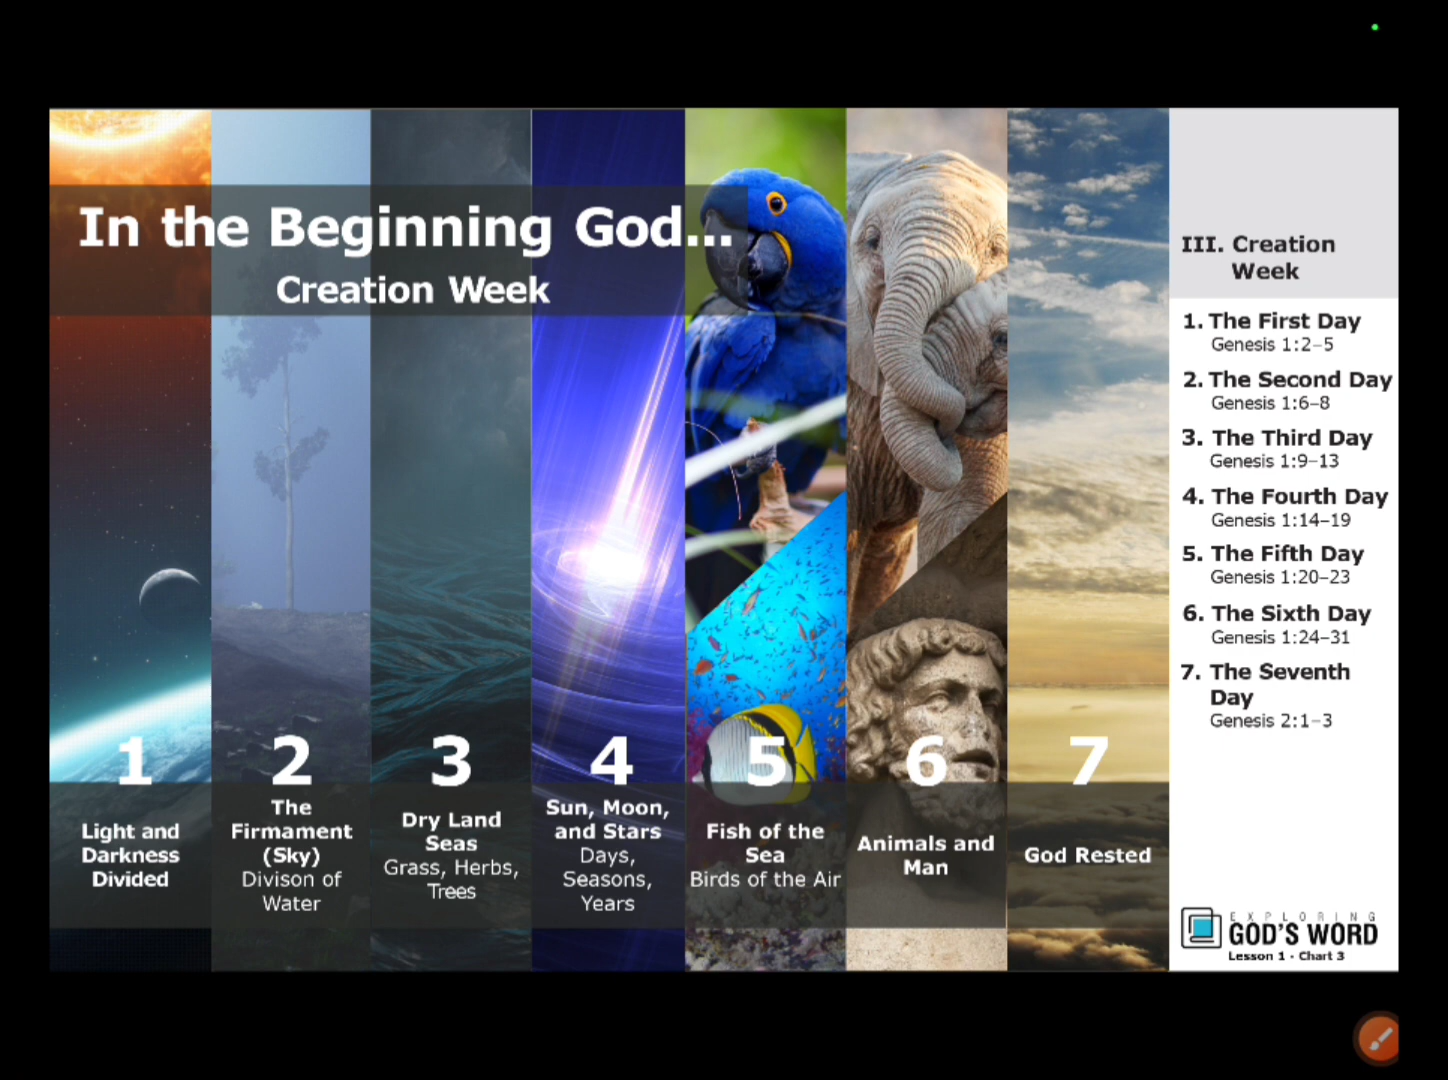 In the Beginning God...
Creation Week
1
Light and
Darkness
Divided
2
The
Firmament
(Sky)
Divison of
Water
3
Dry Land
Seas
Grass, Herbs,
Trees
4
Sun, Moon,
and Stars
Days,
Seasons,
Years
5
Fish of the
Sea
Birds of the Air
6
Animals and
Man
7
God Rested
III. Creation
Week
1. The First Day
Genesis 1:2–5
2. The Second Day
Genesis 1:6–8
3. The Third Day
Genesis 1:9–13
4. The Fourth Day
Genesis 1:14–19
5. The Fifth Day
Genesis 1:20–23
6. The Sixth Day
Genesis 1:24–31
7. The Seventh
Day
Genesis 2:1–3
EXPLORING
GOD'S WORD
Lesson 1 - Chart 3